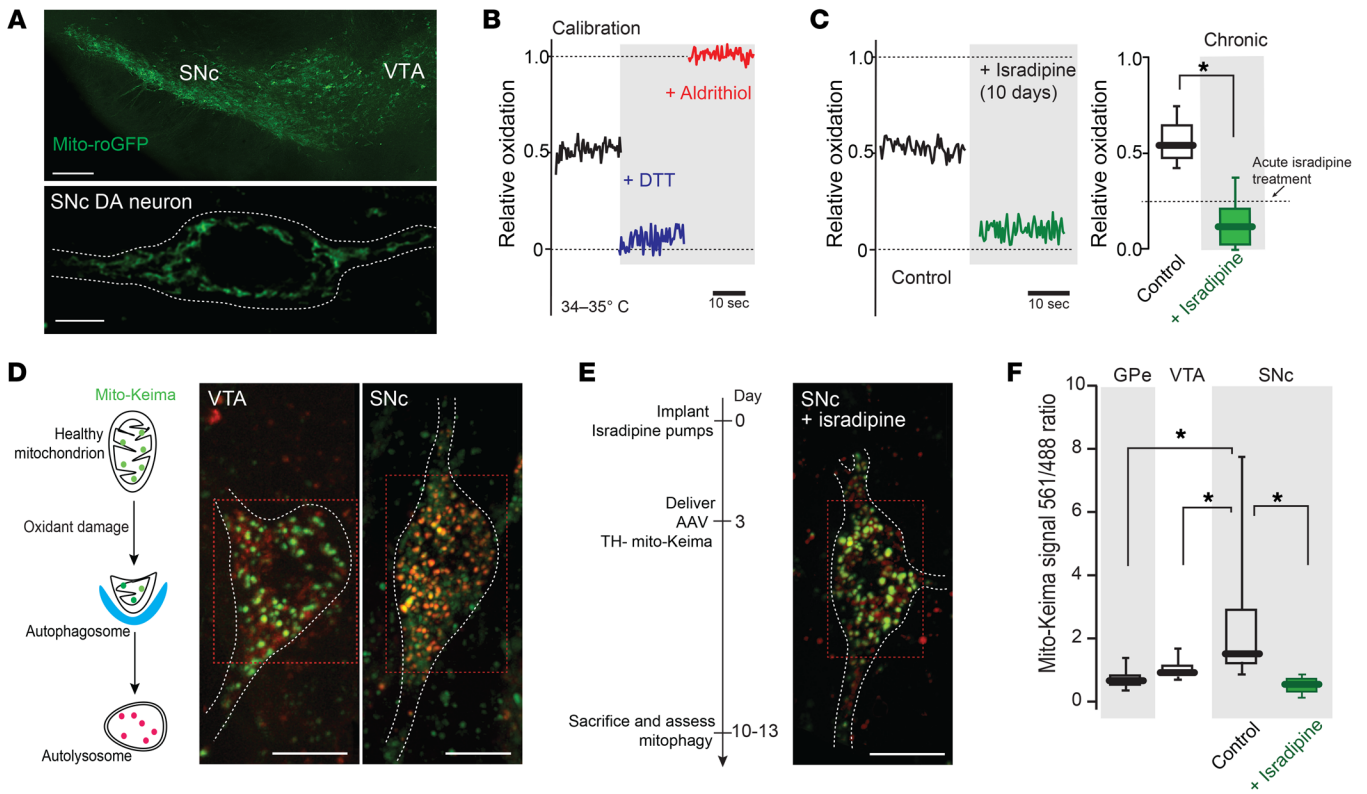 A
SNc
VTA
Mito-roGFP
SNc DA neuron
B
Calibration
Relative oxidation
1.0
0.5
0
+ Aldrithiol
+ DTT
34–35° C
10 sec
C
Relative oxidation
1.0
0.5
0
+ Isradipine
(10 days)
Control
10 sec
Chronic
Relative oxidation
1.0
0.5
0.0
*
Acute isradipine
treatment
Control
+ Isradipine
D
Mito-Keima
Healthy
mitochondrion
Oxidant damage
Autophagosome
Autolysosome
VTA
SNc
E
Day
Implant
Isradipine pumps
0
Deliver
AAV
TH- mito-Keima
3
Sacrifice and assess
mitophagy
10-13
SNc
+ isradipine
F
GPe
VTA
SNc
Mito-Keima signal 561/488 ratio
10
8
6
4
2
0
*
*
*
Control
+ Isradipine